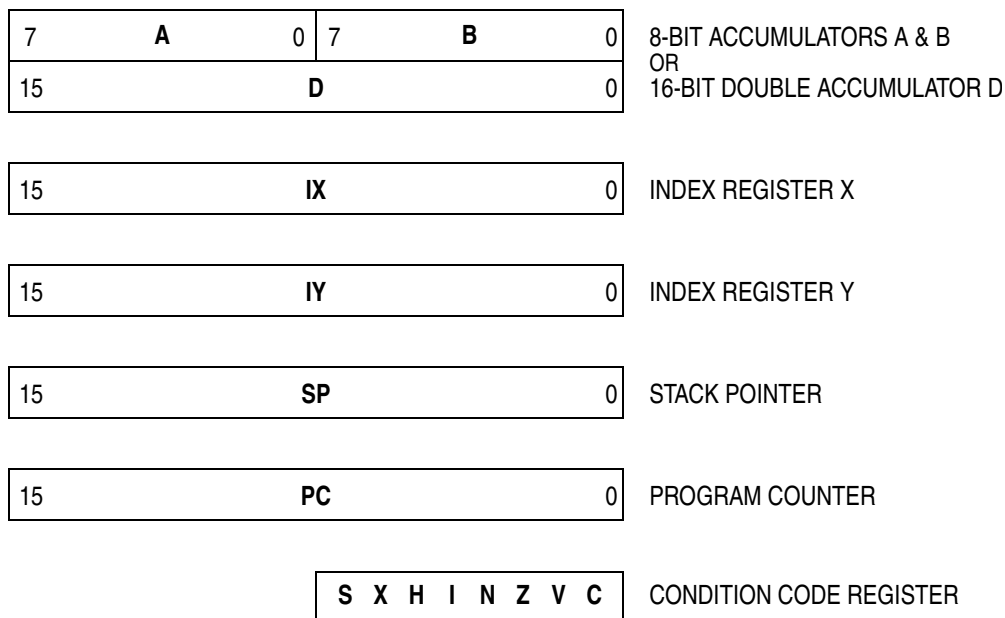 7 A 0 7 B 0 8-BIT ACCUMULATORS A & B
OR
15 D 0 16-BIT DOUBLE ACCUMULATOR D
15 IX 0 INDEX REGISTER X
15 IY 0 INDEX REGISTER Y
15 SP 0 STACK POINTER
15 PC 0 PROGRAM COUNTER
S X H I N Z V C CONDITION CODE REGISTER